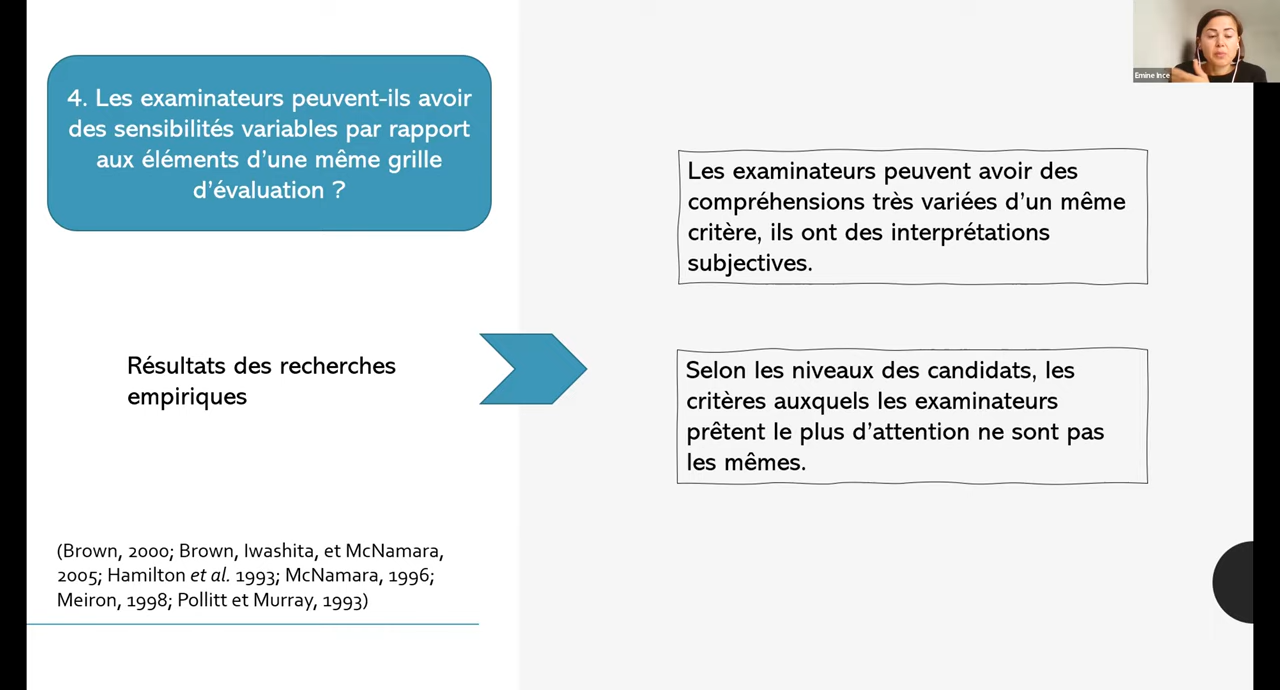 4. Les examinateurs peuvent-ils avoir
des sensibilités variables par rapport
aux éléments d’une même grille
d’évaluation ?
Résultats des recherches
empiriques
(Brown, 2000; Brown, Iwashita, et McNamara,
2005; Hamilton et al. 1993; McNamara, 1996;
Meiron, 1998; Pollitt et Murray, 1993)
Les examinateurs peuvent avoir des
compréhensions très variées d’un même
critère, ils ont des interprétations
subjectives.
Selon les niveaux des candidats, les
critères auxquels les examinateurs
prêtent le plus d’attention ne sont pas
les mêmes.
Emine Ince